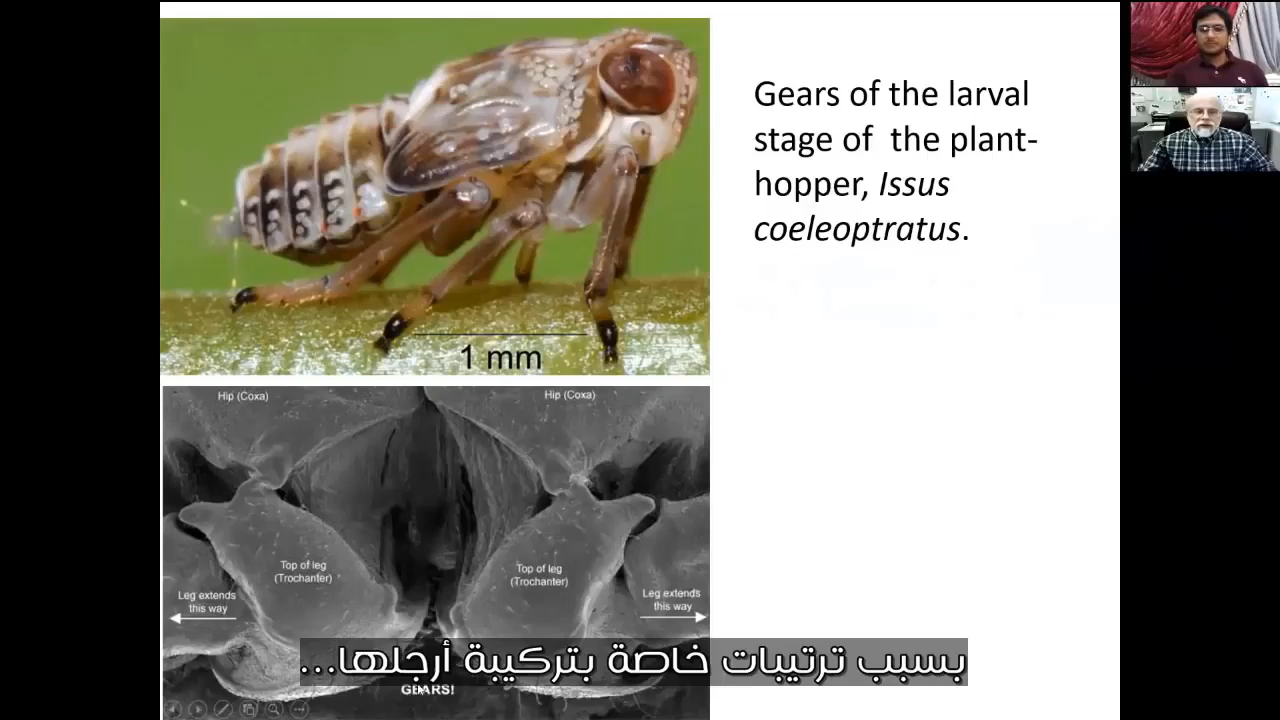 Gears of the larval
stage of the plant-
hopper, Issus
coeleoptratus.
1 mm
Hip (Coxa)
Hip (Coxa)
Top of leg
(Trochanter)
Top of leg
(Trochanter)
Leg extends
this way
Leg extends
this way
بسبب ترتيبات خاصة بتركيبة أرجلها...
GEARS!